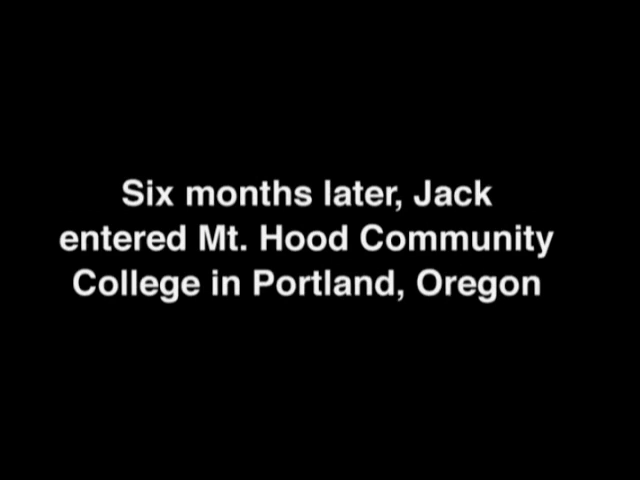 Six months later, Jack
entered Mt. Hood Community
College in Portland, Oregon